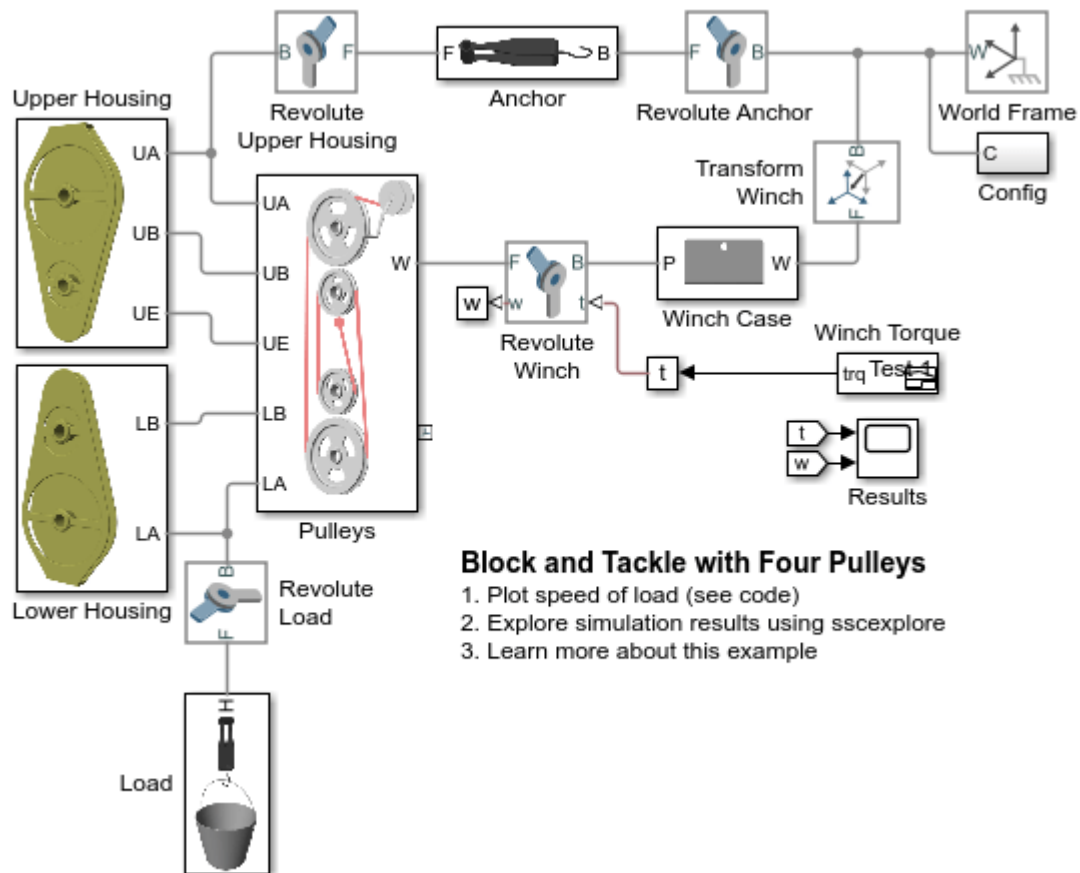 B
F
F
B
F
B
W
Revolute
Upper Housing
Anchor
Revolute Anchor
World Frame
Upper Housing
UA
UB
UE
UA
UB
UE
LB
LA
W
Pulleys
Transform
Winch
B
F
C
Config
F
B
w
t
w
Revolute
Winch
P
W
Winch Case
Winch Torque
trq
Test 1
t
t
w
Results
LB
LA
Lower Housing
B
F
Revolute
Load
H
Load
Block and Tackle with Four Pulleys
1. Plot speed of load (see code)
2. Explore simulation results using sscexplore
3. Learn more about this example